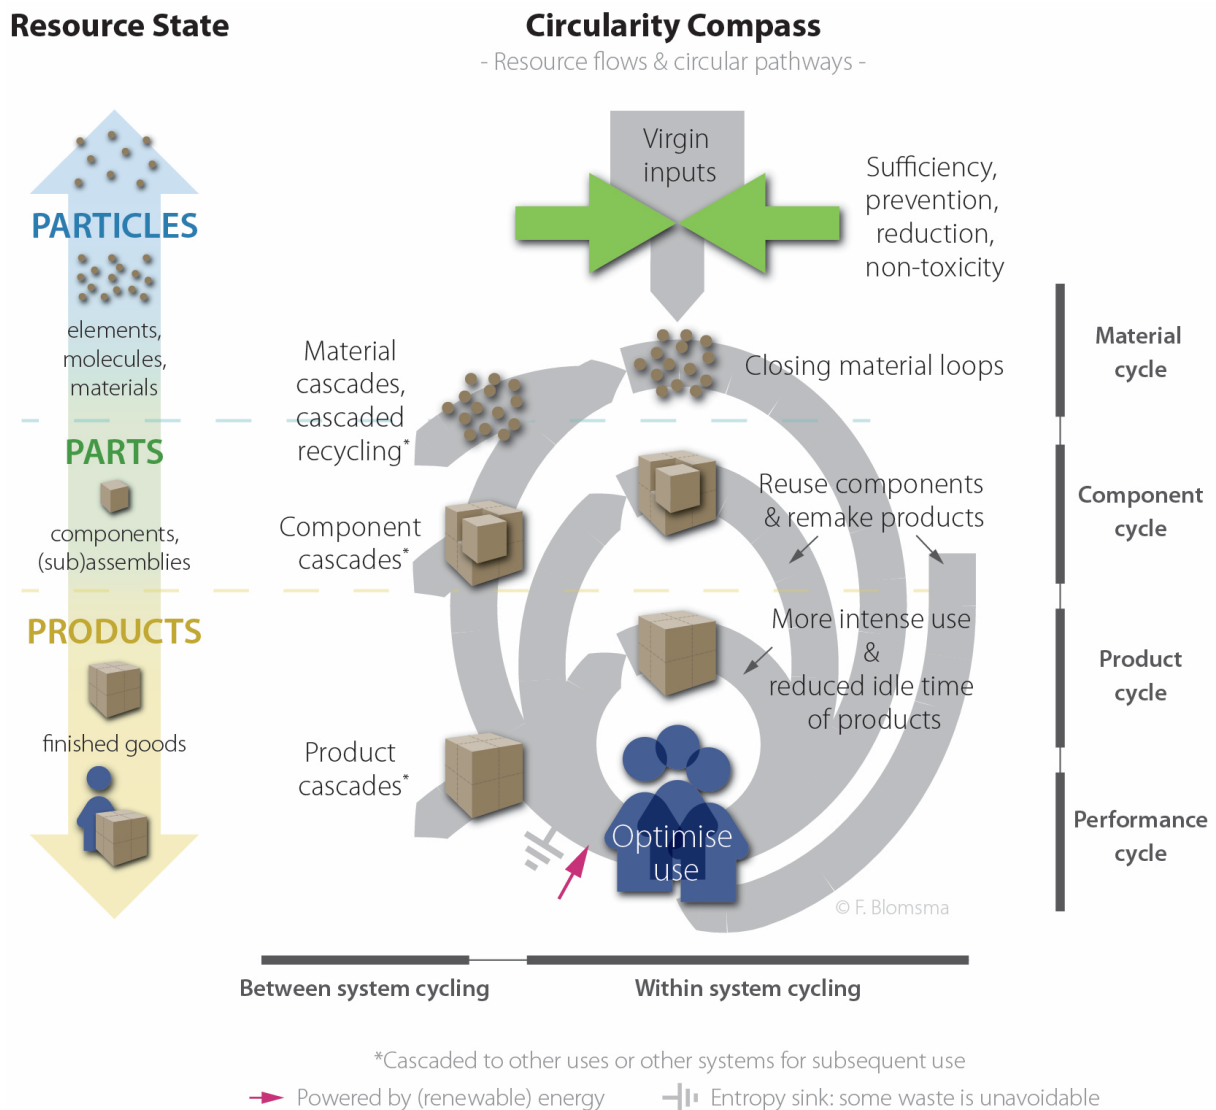 Resource State
Circularity Compass
- Resource flows & circular pathways -
PARTICLES
elements,
molecules,
materials
PARTS
components,
(sub)assemblies
PRODUCTS
finished goods
Virgin
inputs
Sufficiency,
prevention,
reduction,
non-toxicity
Material
cascades,
cascaded
recycling*
Closing material loops
Component
cascades*
Reuse components
& remake products
More intense use
&
reduced idle time
of products
Product
cascades*
Optimise
use
© F. Blomsma
Material
cycle
Component
cycle
Product
cycle
Performance
cycle
Between system cycling
Within system cycling
*Cascaded to other uses or other systems for subsequent use
Powered by (renewable) energy
Entropy sink: some waste is unavoidable